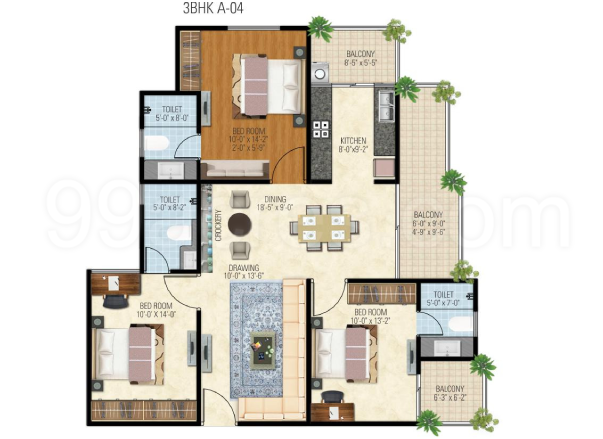 3BHK A-04
BALCONY
8'-5" x 5'-5"
TOILET
5'-0" x 8'-0"
BED ROOM
10'-0" x 14'-2"
2'-0" x 5'-5"
KITCHEN
8'-0"x9'-2"
TOILET
5'-0" x 8'-2"
CROCKERY
DINING
18'-5" x 9'-0"
BALCONY
6'-0" x 9'-0"
4'-9" x 9'-6"
DRAWING
10'-0" x 13'-6"
BED ROOM
10'-0' X 14'-0"
BED ROOM
10'-0" x 13'-2"
TOILET
5'-0" x 7'-0"
BALCONY
6'-3" x 6'-2"